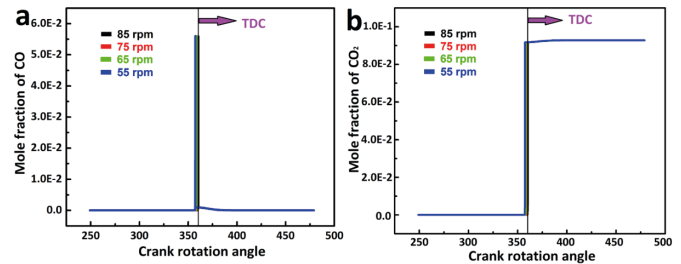 a
TDC
85 rpm
75 rpm
65 rpm
55 rpm
Mole fraction of CO
6.0E-2
5.0E-2
4.0E-2
3.0E-2
2.0E-2
1.0E-2
0.0
250 300 350 400 450 500
Crank rotation angle
b
TDC
85 rpm
75 rpm
65 rpm
55 rpm
Mole fraction of CO₂
1.0E-1
8.0E-2
6.0E-2
4.0E-2
2.0E-2
0.0
250 300 350 400 450 500
Crank rotation angle